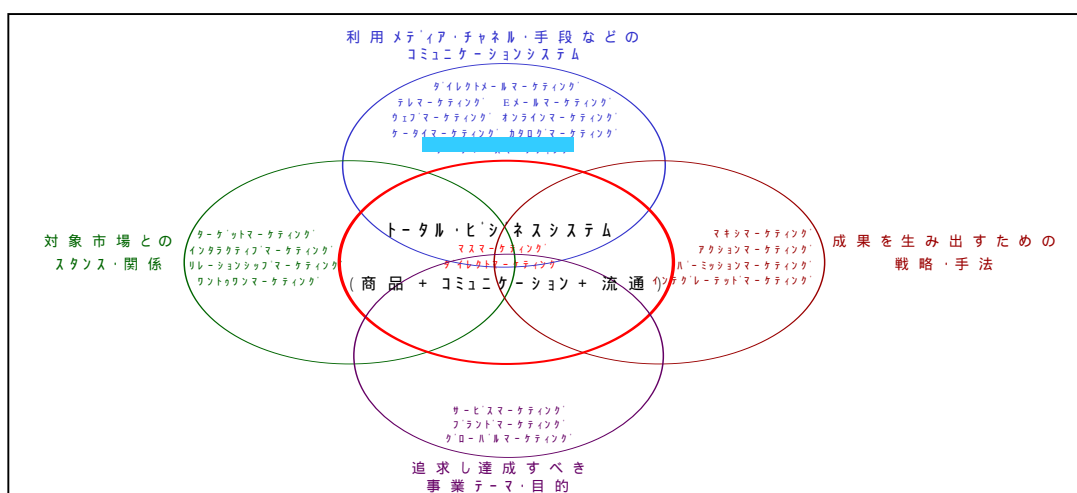 利用メディア・チャネル・手段などの
コミュニケーションシステム
ダイレクトメールマーケティング
テレマーケティング Eメールマーケティング
ウェブマーケティング オンラインマーケティング
ケータイマーケティング カタログマーケティング
対象市場との
スタンス・関係
ターゲットマーケティング
インタラクティブマーケティング
リレーションシップマーケティング
ワントゥワンマーケティング
トータル・ビジネスシステム
マスマーケティング
ダイレクトマーケティング
(商品+コミュニケーション+流通)
マキシマーケティング
アクションマーケティング
パーミッションマーケティング
インテグレーテッドマーケティング
成果を生み出すための
戦略・手法
サービスマーケティング
ブランドマーケティング
グローバルマーケティング
追求し達成すべき
事業テーマ・目的